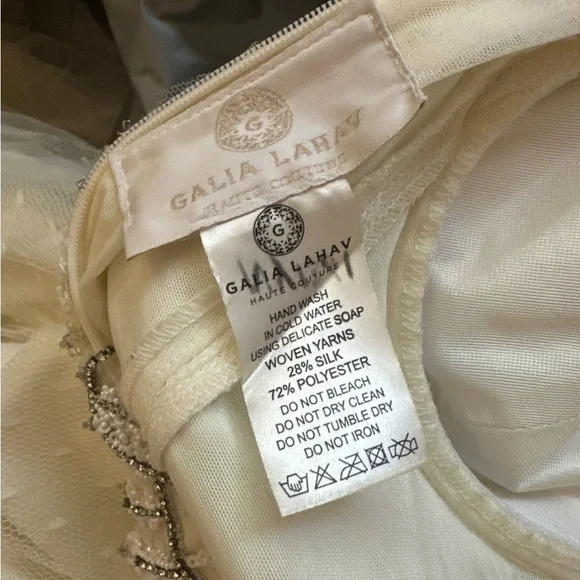 G
GALIA LAHAV
HAUTE COUTURE
G
GALIA LAHAV
HAUTE COUTURE
HAND WASH
IN COLD WATER
USING DELICATE SOAP
WOVEN YARNS
28% SILK
72% POLYESTER
DO NOT BLEACH
DO NOT DRY CLEAN
DO NOT TUMBLE DRY
DO NOT IRON